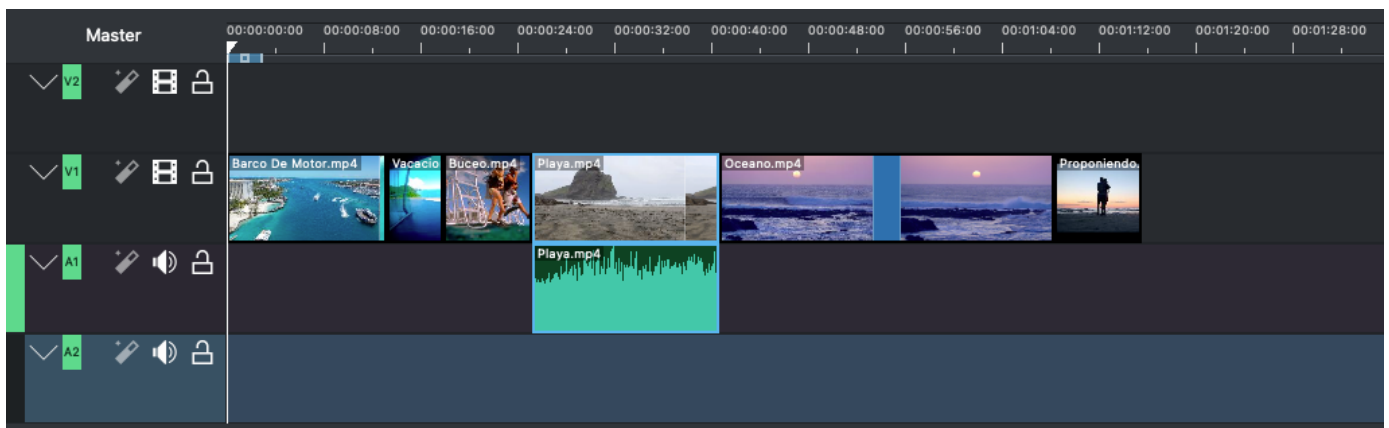 Master 00:00:00:00 00:00:08:00 00:00:16:00 00:00:24:00 00:00:32:00 00:00:40:00 00:00:48:00 00:00:56:00 00:01:04:00 00:01:12:00 00:01:20:00 00:01:28:00
V2
V1 Barco De Motor.mp4 Vacacio Buceo.mp4 Playa.mp4 Oceano.mp4 Proponiendo.
A1 Playa.mp4
A2